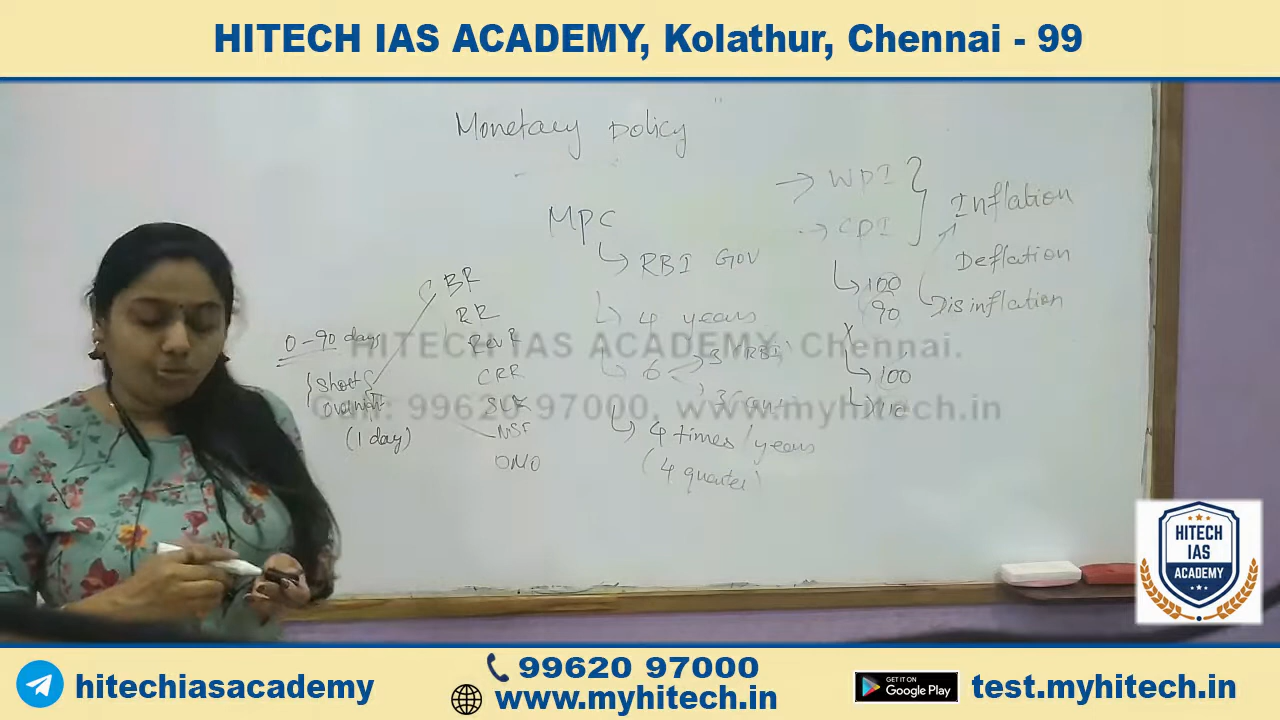 HITECH IAS ACADEMY, Kolathur, Chennai - 99
Monetary policy
MPC
RBI GOV
4 years
6
3 RBI
4 times / years
(4 quarter)
BR
RR
RevR
CRR
SLR
MSF
OMO
0 - 90 days
Short
overnight
(1 day)
WPI
CPI
Inflation
Deflation
Disinflation
100
90
100
110
HITECH IAS ACADEMY, Chennai.
Call: 99620 97000, www.myhitech.in
HITECH
IAS
ACADEMY
hitechiasacademy
99620 97000
www.myhitech.in
GET IT ON
Google Play
test.myhitech.in